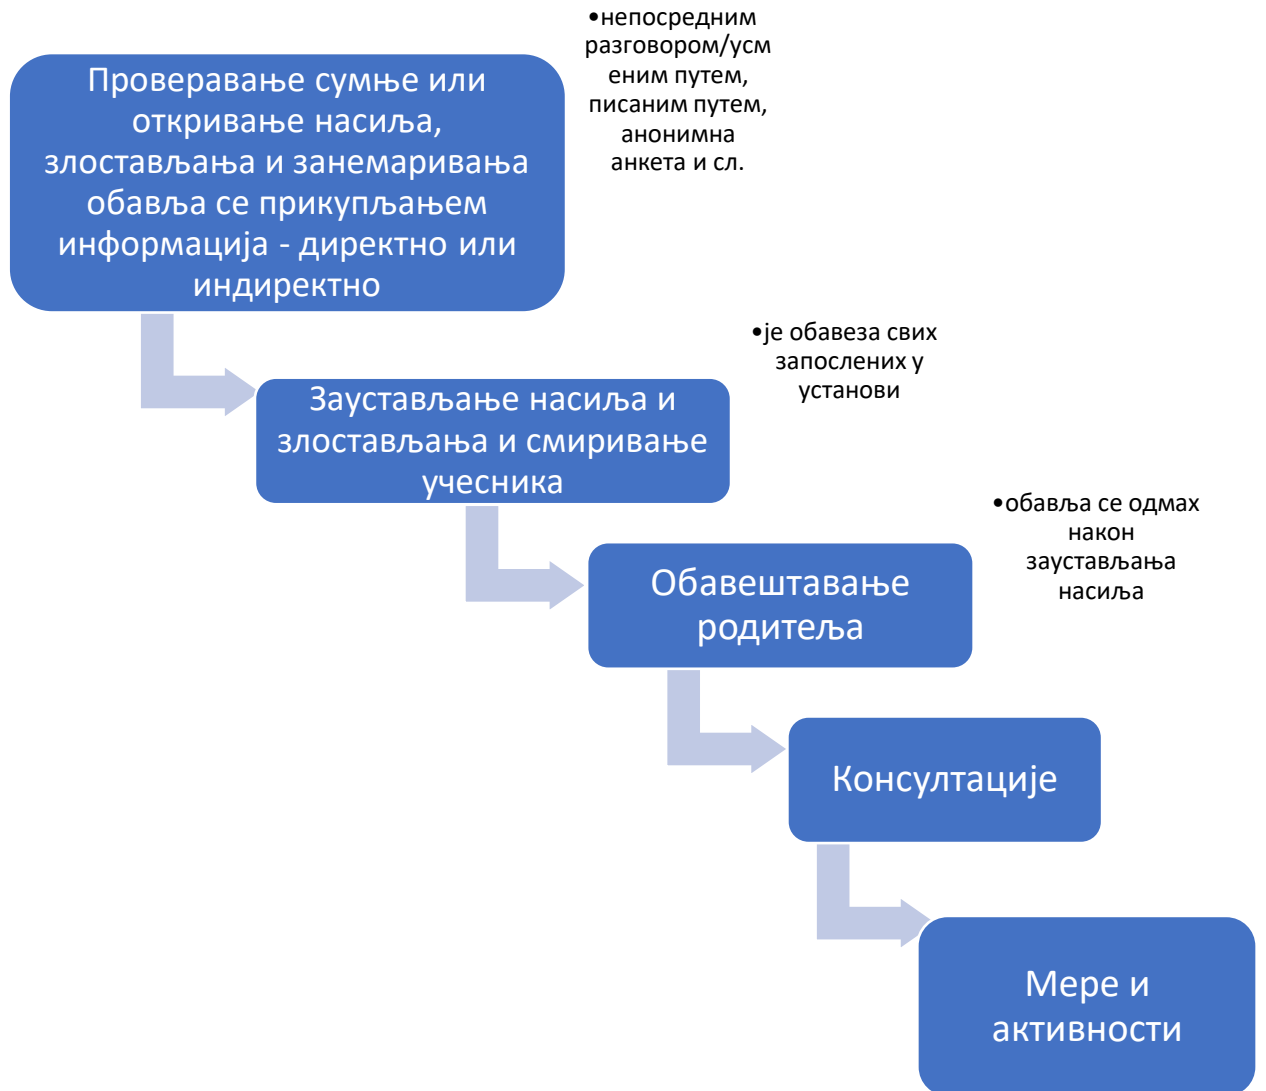 Проверавање сумње или
откривање насиља,
злостављања и занемаривања
обавља се прикупљањем
информација - директно или
индиректно
•непосредним
разговором/усм
еним путем,
писаним путем,
анонимна
анкета и сл.
Заустављање насиља и
злостављања и смиривање
учесника
•је обавеза свих
запослених у
установи
Обавештавање
родитеља
•обавља се одмах
након
заустављања
насиља
Консултације
Мере и
активности